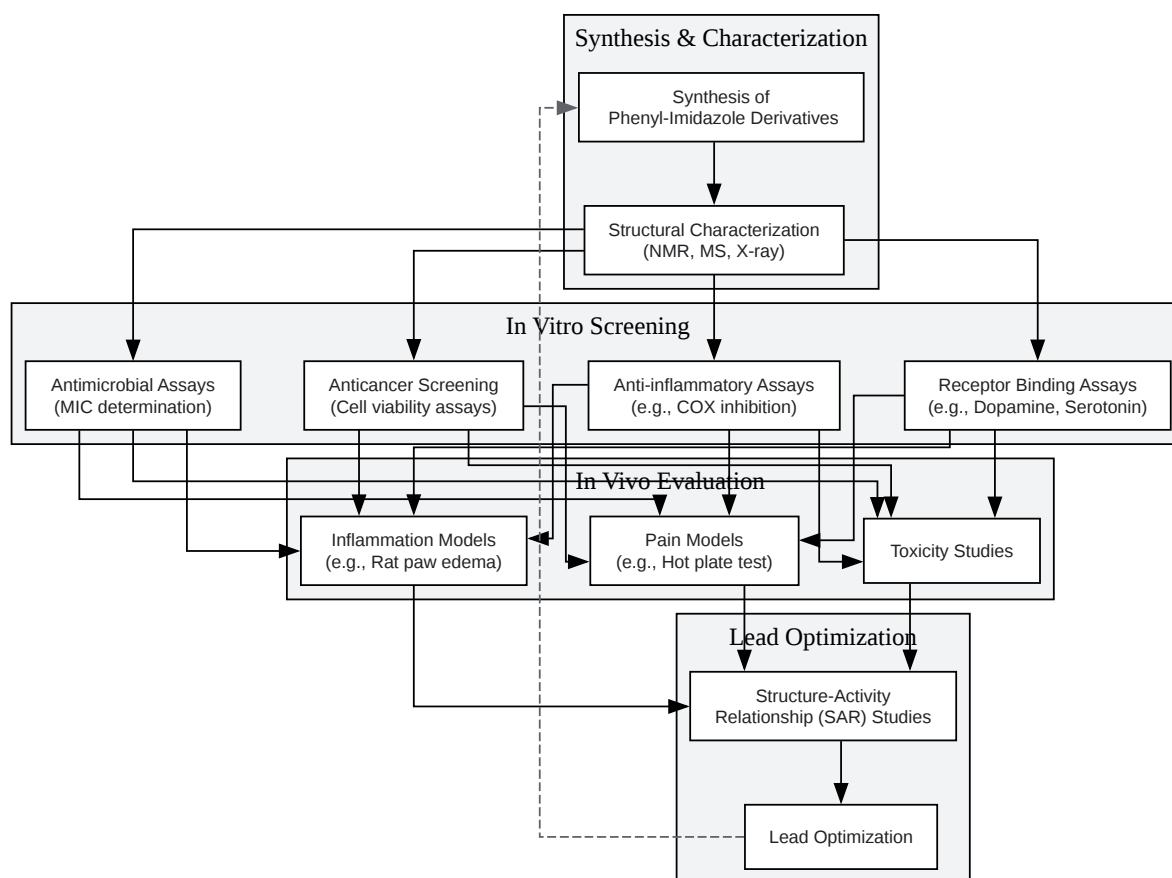 Synthesis & Characterization
Synthesis of
Phenyl-Imidazole Derivatives
Structural Characterization
(NMR, MS, X-ray)
In Vitro Screening
Antimicrobial Assays
(MIC determination)
Anticancer Screening
(Cell viability assays)
Anti-inflammatory Assays
(e.g., COX inhibition)
Receptor Binding Assays
(e.g., Dopamine, Serotonin)
In Vivo Evaluation
Inflammation Models
(e.g., Rat paw edema)
Pain Models
(e.g., Hot plate test)
Toxicity Studies
Lead Optimization
Structure-Activity
Relationship (SAR) Studies
Lead Optimization